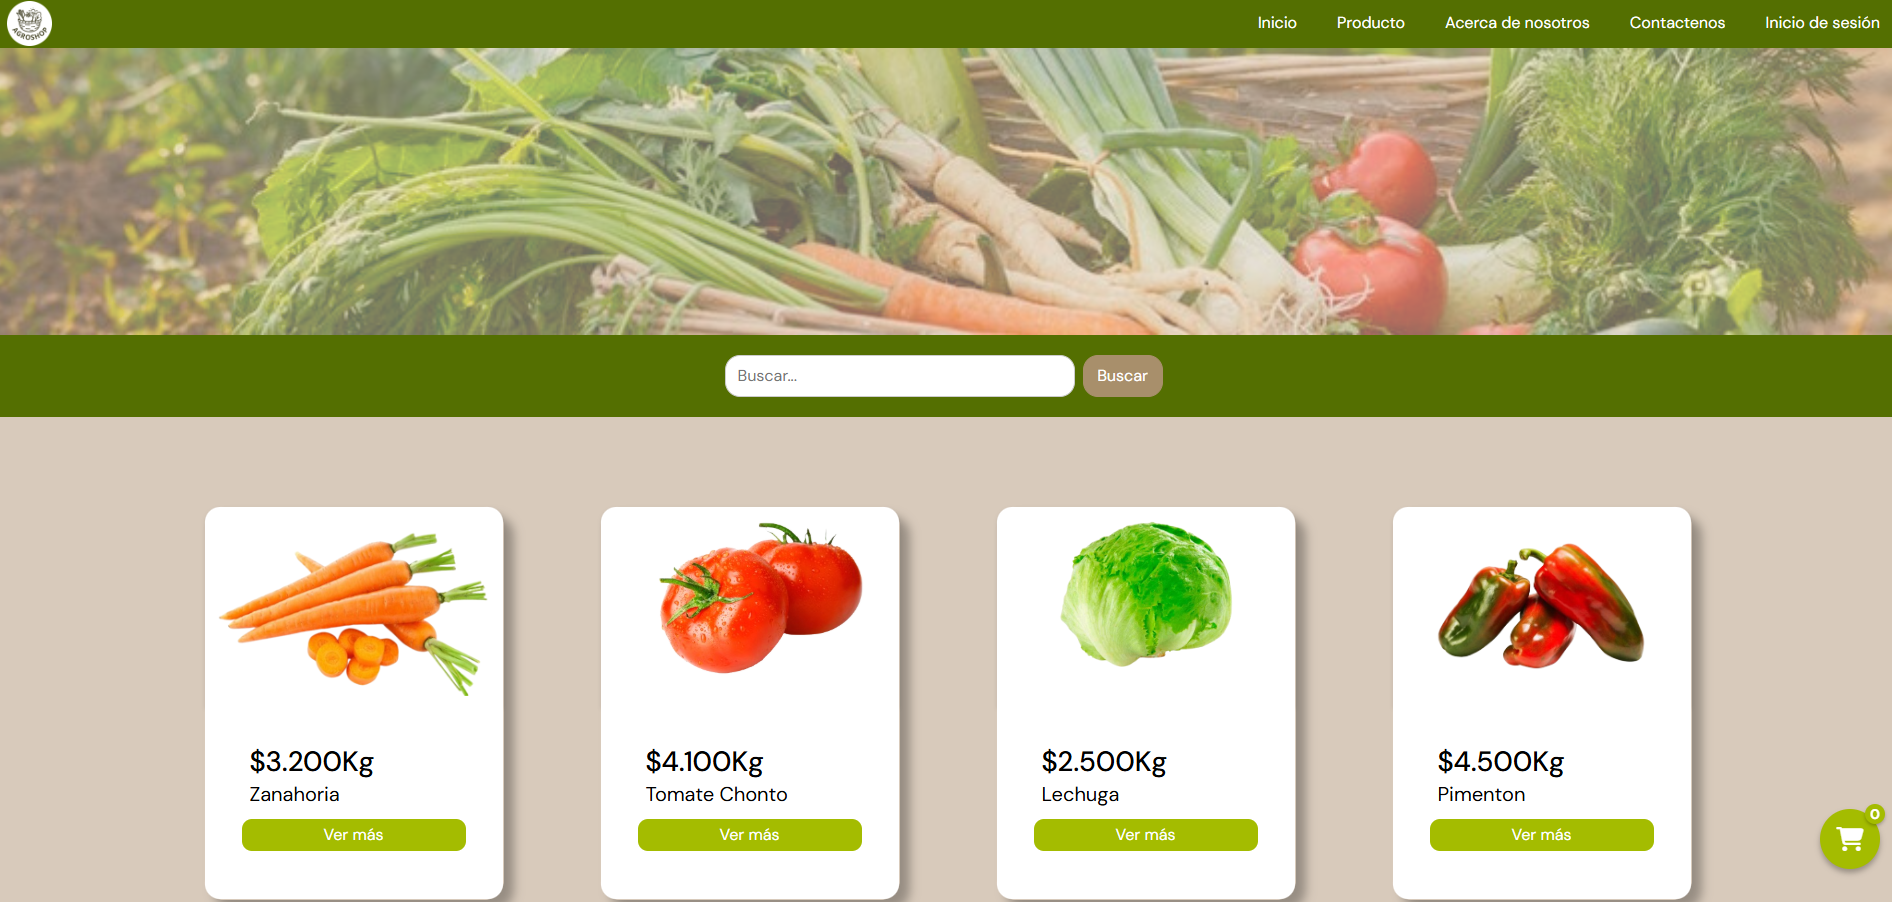 AGROSHOP
Inicio
Producto
Acerca de nosotros
Contactenos
Inicio de sesión
Buscar...
Buscar
$3.200Kg
Zanahoria
Ver más
$4.100Kg
Tomate Chonto
Ver más
$2.500Kg
Lechuga
Ver más
$4.500Kg
Pimenton
Ver más
0